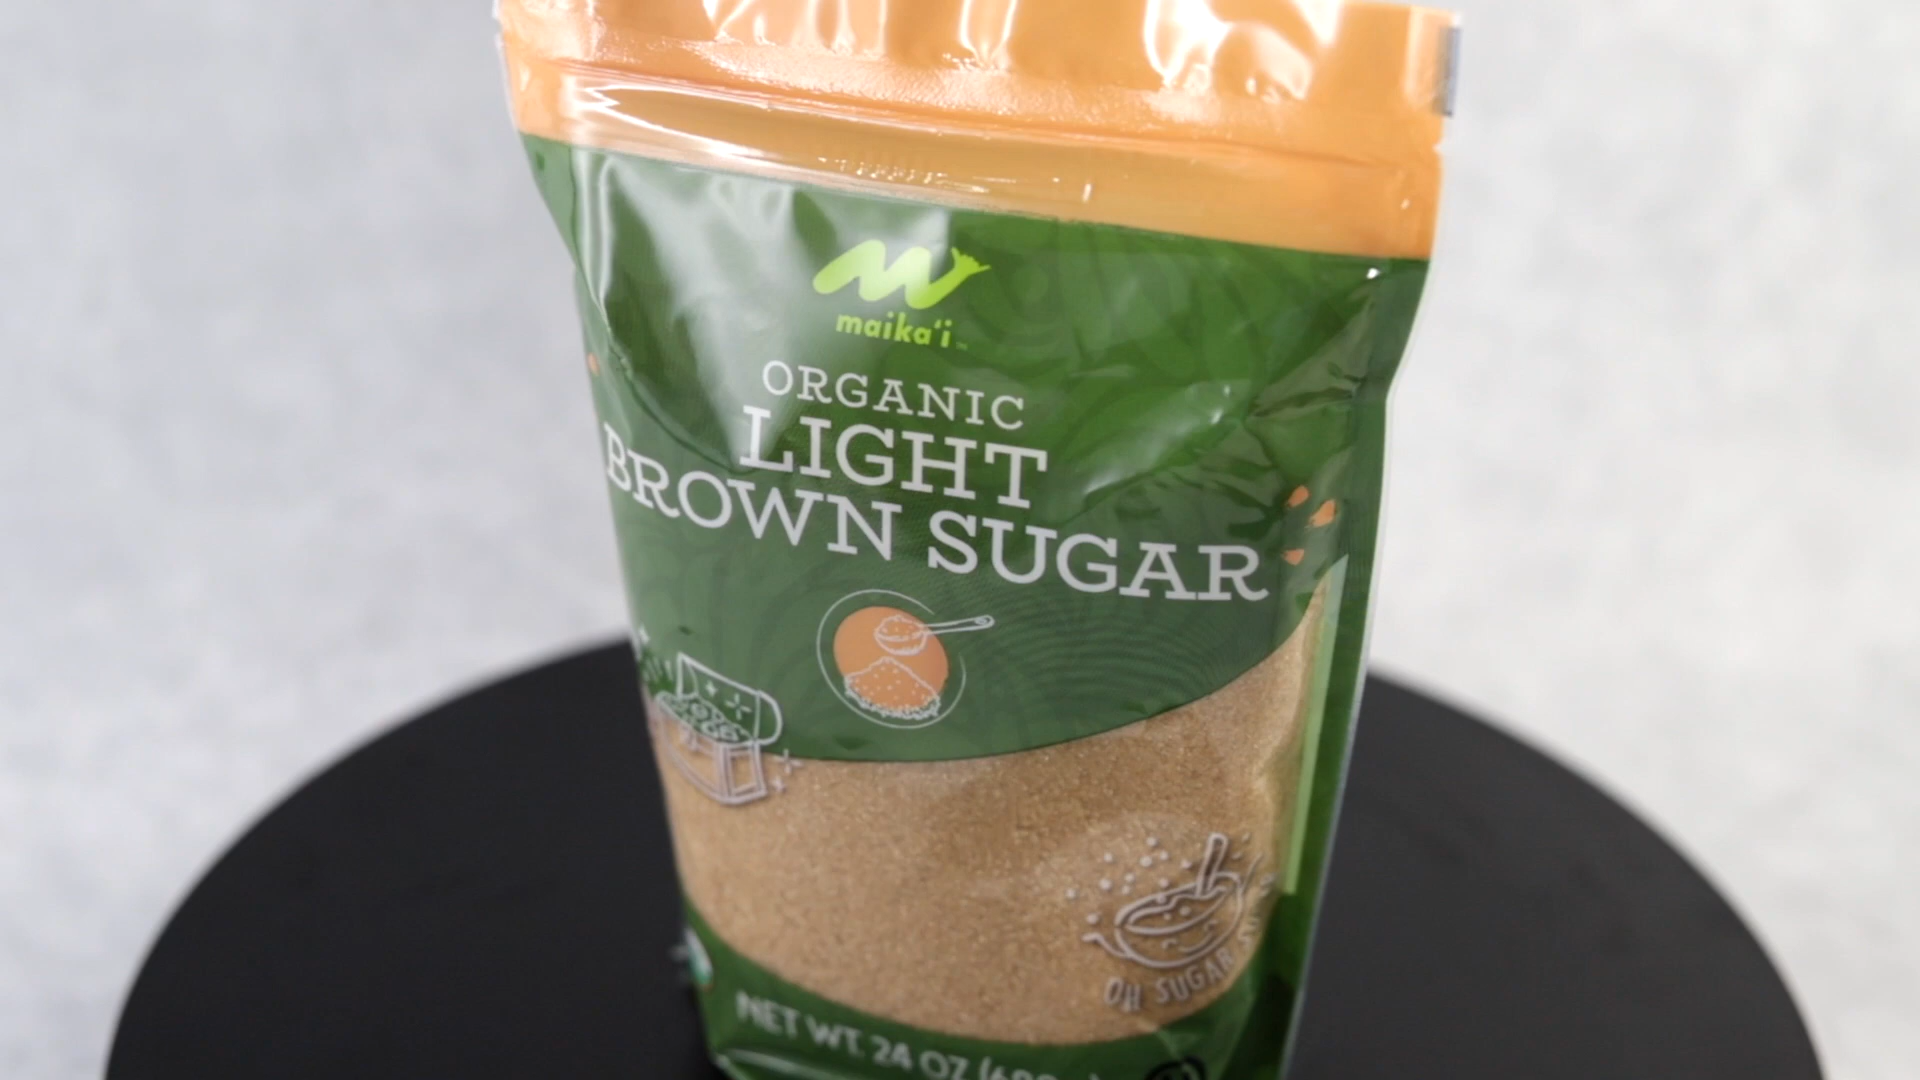 maika'i
ORGANIC
LIGHT
BROWN SUGAR
OH SUGAR
NET WT. 24 OZ